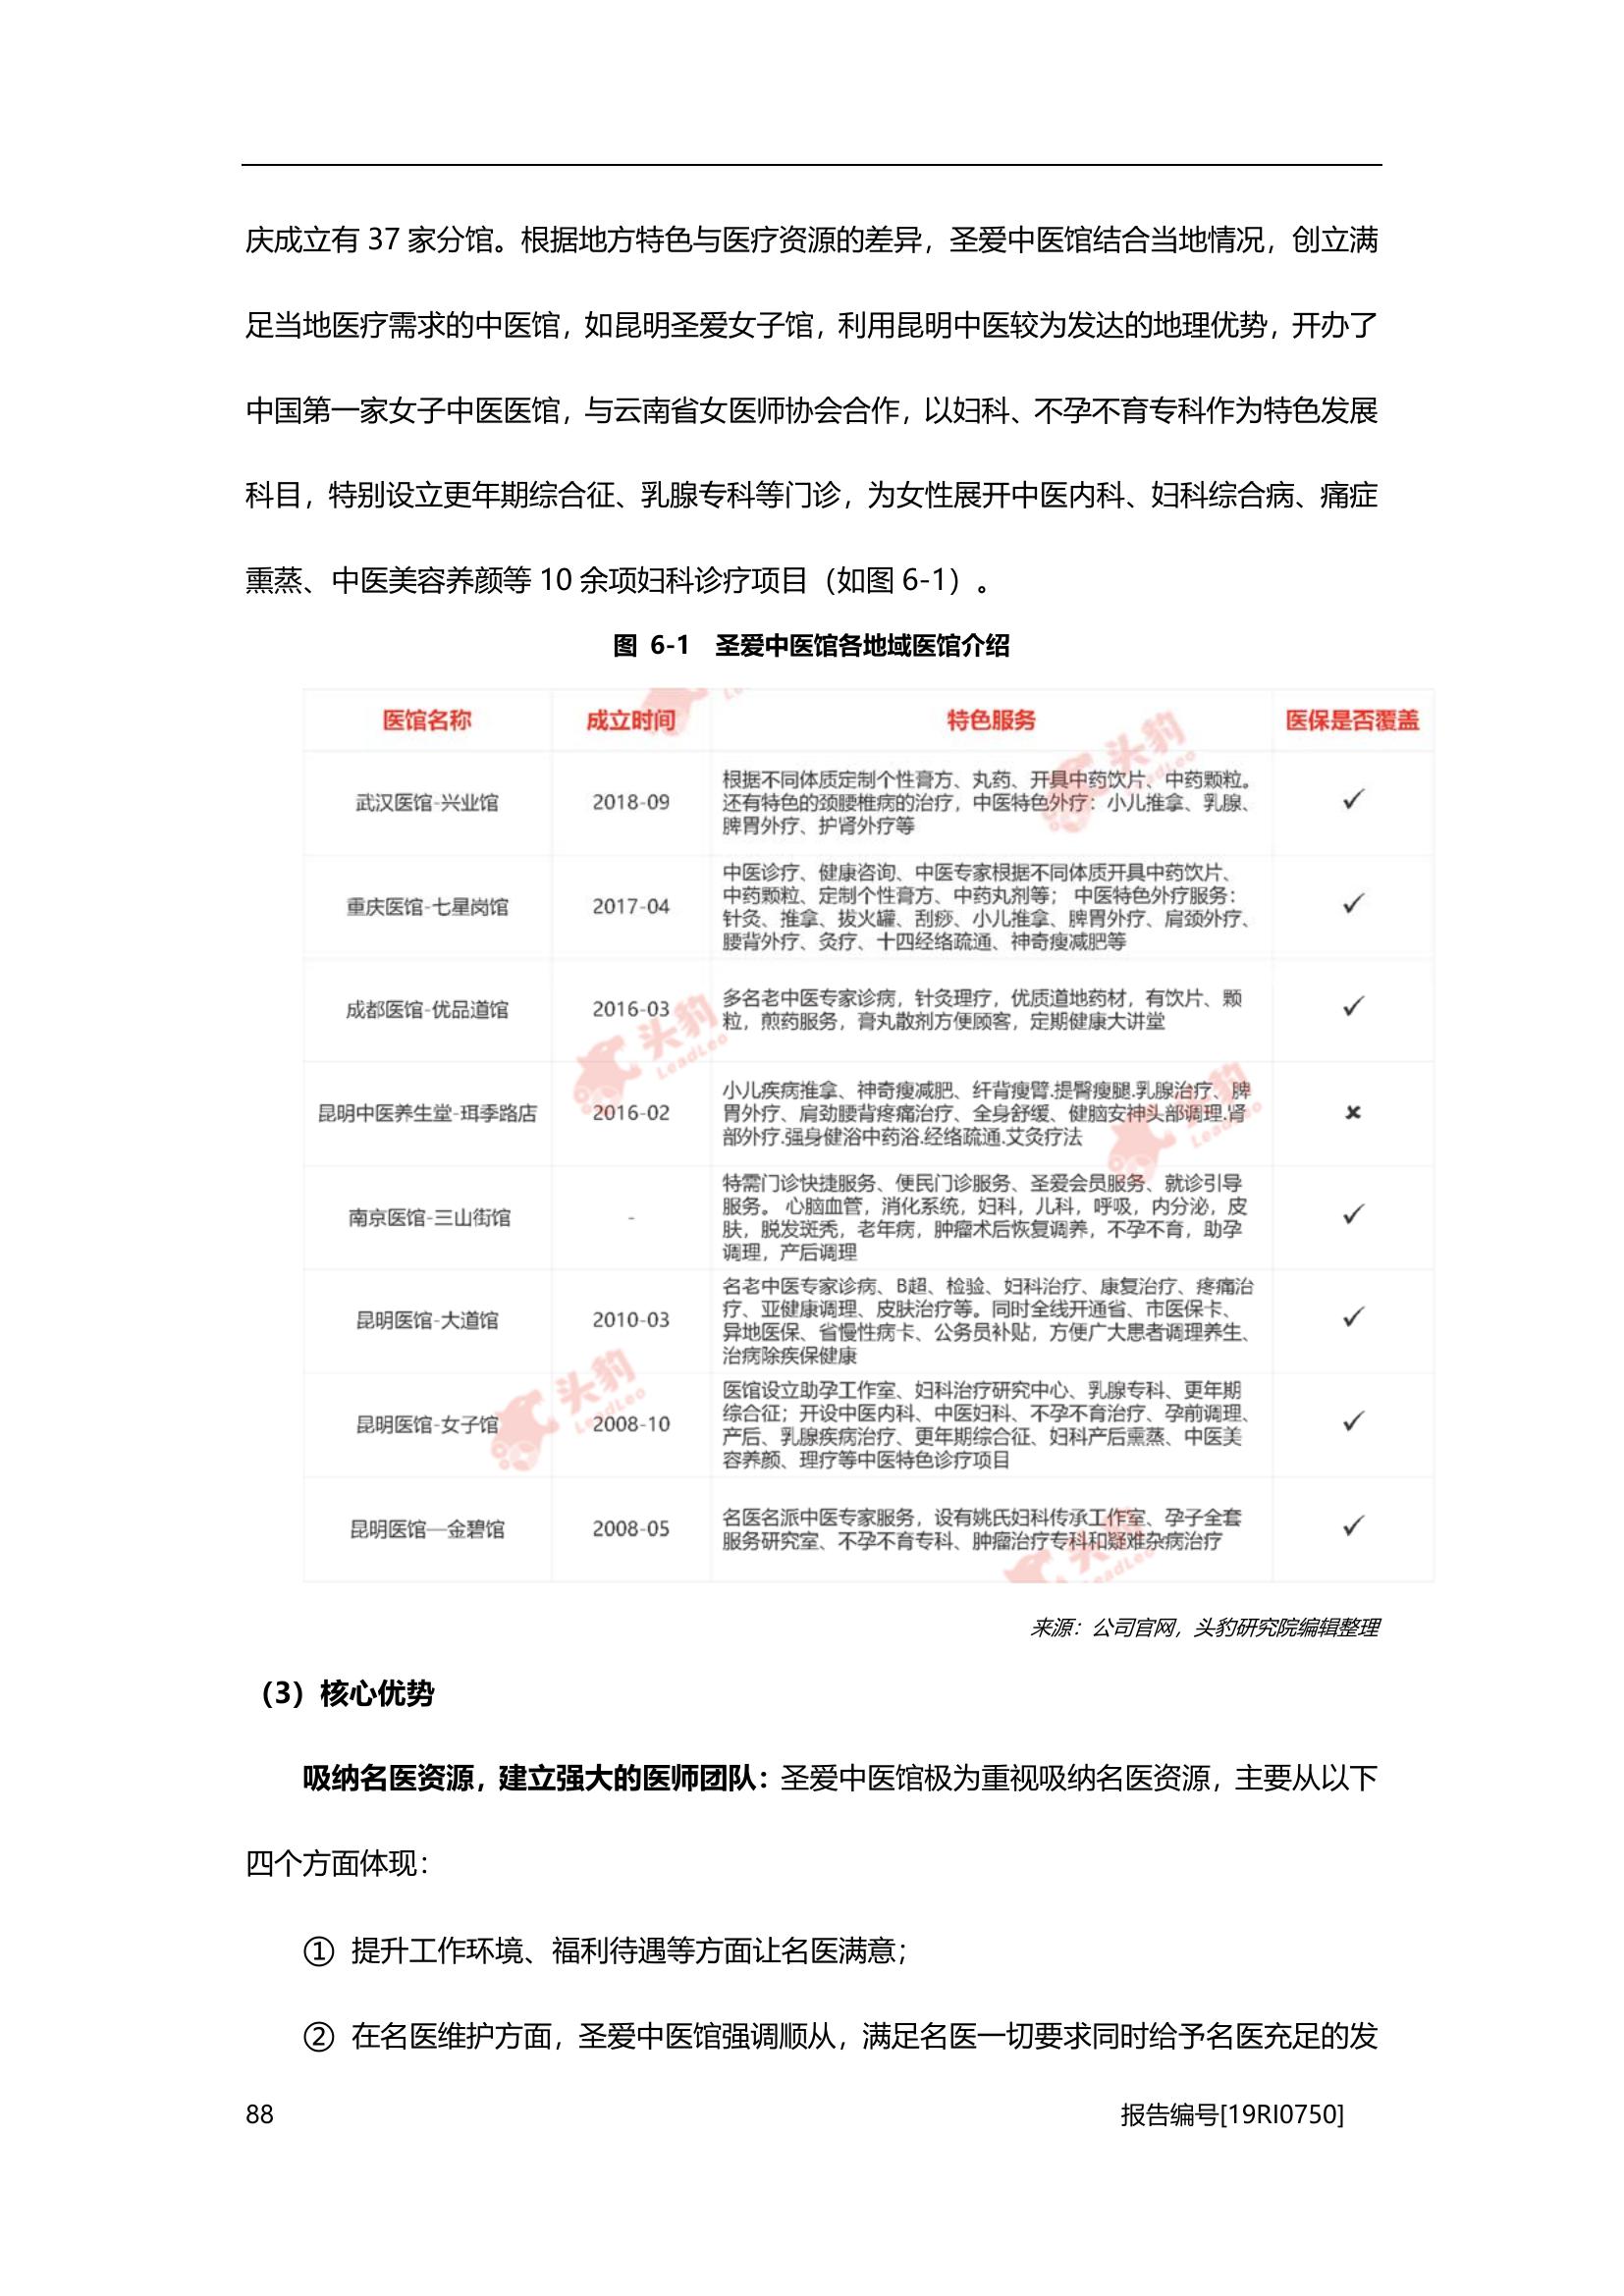 庆成立有 37 家分馆。根据地方特色与医疗资源的差异，圣爱中医馆结合当地情况，创立满
足当地医疗需求的中医馆，如昆明圣爱女子馆，利用昆明中医较为发达的地理优势，开办了
中国第一家女子中医医馆，与云南省女医师协会合作，以妇科、不孕不育专科作为特色发展
科目，特别设立更年期综合征、乳腺专科等门诊，为女性展开中医内科、妇科综合病、痛症
熏蒸、中医美容养颜等 10 余项妇科诊疗项目（如图 6-1）。
图 6-1 圣爱中医馆各地域医馆介绍
医馆名称 成立时间 特色服务 医保是否覆盖
武汉医馆-兴业馆 2018-09
根据不同体质定制个性膏方、丸药、开具中药饮片、中药颗粒。
还有特色的颈腰椎病的治疗，中医特色外疗：小儿推拿、乳腺、
脾胃外疗、护肾外疗等
✓
重庆医馆-七星岗馆 2017-04
中医诊疗、健康咨询、中医专家根据不同体质开具中药饮片、
中药颗粒、定制个性膏方、中药丸剂等； 中医特色外疗服务：
针灸、推拿、拔火罐、刮痧、小儿推拿、脾胃外疗、肩颈外疗、
腰背外疗、灸疗、十四经络疏通、神奇瘦减肥等
✓
成都医馆-优品道馆 2016-03
多名老中医专家诊病，针灸理疗，优质道地药材，有饮片、颗
粒，煎药服务，膏丸散剂方便顾客，定期健康大讲堂
✓
昆明中医养生堂-珥季路店 2016-02
小儿疾病推拿、神奇瘦减肥、纤背瘦臂.提臀瘦腿.乳腺治疗、脾
胃外疗、肩劲腰背疼痛治疗、全身舒缓、健脑安神头部调理.肾
部外疗.强身健浴中药浴.经络疏通.艾灸疗法
✘
南京医馆-三山街馆 -
特需门诊快捷服务、便民门诊服务、圣爱会员服务、就诊引导
服务。 心脑血管，消化系统，妇科，儿科，呼吸，内分泌，皮
肤，脱发斑秃，老年病，肿瘤术后恢复调养，不孕不育，助孕
调理，产后调理
✓
昆明医馆-大道馆 2010-03
名老中医专家诊病、B超、检验、妇科治疗、康复治疗、疼痛治
疗、亚健康调理、皮肤治疗等。同时全线开通省、市医保卡、
异地医保、省慢性病卡、公务员补贴，方便广大患者调理养生、
治病除疾保健康
✓
昆明医馆-女子馆 2008-10
医馆设立助孕工作室、妇科治疗研究中心、乳腺专科、更年期
综合征；开设中医内科、中医妇科、不孕不育治疗、孕前调理、
产后、乳腺疾病治疗、更年期综合征、妇科产后熏蒸、中医美
容养颜、理疗等中医特色诊疗项目
✓
昆明医馆—金碧馆 2008-05
名医名派中医专家服务，设有姚氏妇科传承工作室、孕子全套
服务研究室、不孕不育专科、肿瘤治疗专科和疑难杂病治疗
✓
头豹
LeadLeo
头豹
LeadLeo
头豹
LeadLeo
头豹
LeadLeo
头豹
LeadLeo
来源：公司官网，头豹研究院编辑整理
（3）核心优势
吸纳名医资源，建立强大的医师团队：圣爱中医馆极为重视吸纳名医资源，主要从以下
四个方面体现：
① 提升工作环境、福利待遇等方面让名医满意；
② 在名医维护方面，圣爱中医馆强调顺从，满足名医一切要求同时给予名医充足的发
88 报告编号[19RI0750]